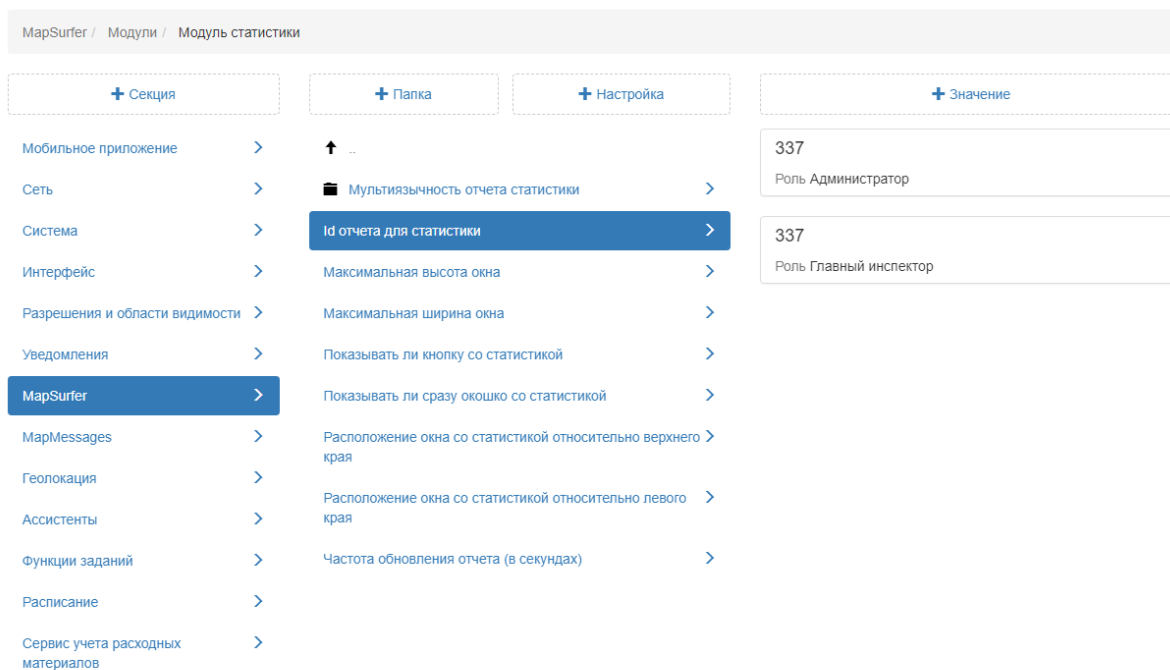 MapSurfer / Модули / Модуль статистики
+ Секция
+ Папка
+ Настройка
+ Значение
Мобильное приложение
Сеть
Система
Интерфейс
Разрешения и области видимости
Уведомления
MapSurfer
MapMessages
Геолокация
Ассистенты
Функции заданий
Расписание
Сервис учета расходных
материалов
..
Мультиязычность отчета статистики
Id отчета для статистики
Максимальная высота окна
Максимальная ширина окна
Показывать ли кнопку со статистикой
Показывать ли сразу окошко со статистикой
Расположение окна со статистикой относительно верхнего
края
Расположение окна со статистикой относительно левого
края
Частота обновления отчета (в секундах)
337
Роль Администратор
337
Роль Главный инспектор